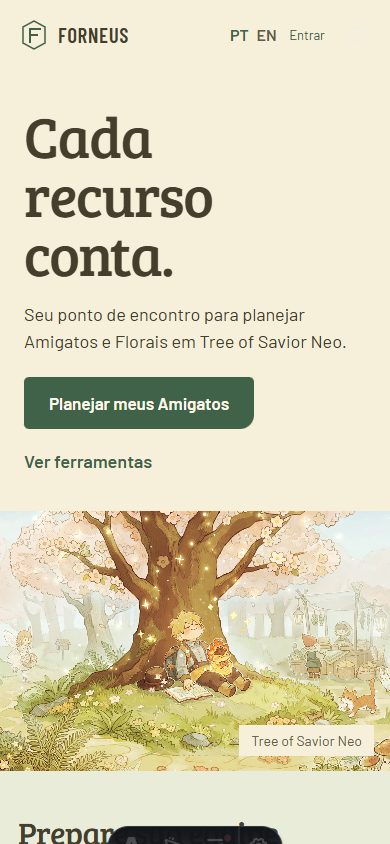 FORNEUS
PT EN Entrar
Cada
recurso
conta.
Seu ponto de encontro para planejar
Amigatos e Florais em Tree of Savior Neo.
Planejar meus Amigatos
Ver ferramentas
Tree of Savior Neo